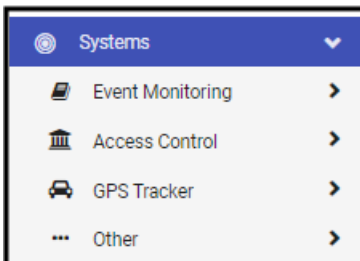 Systems
Event Monitoring
Access Control
GPS Tracker
Other